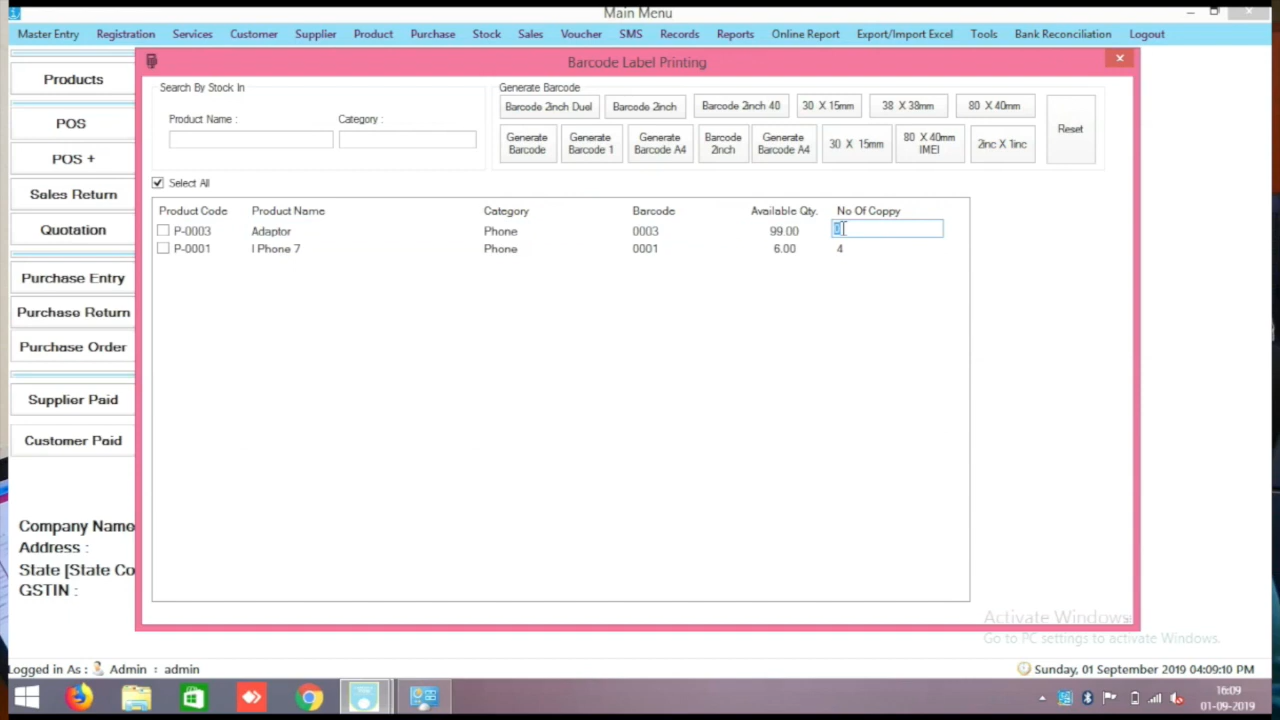 Main Menu
Master Entry Registration Services Customer Supplier Product Purchase Stock Sales Voucher SMS Records Reports Online Report Export/Import Excel Tools Bank Reconciliation Logout
Products
POS
POS +
Sales Return
Quotation
Purchase Entry
Purchase Return
Purchase Order
Supplier Paid
Customer Paid
Company Name
Address :
State [State Co
GSTIN :
Barcode Label Printing
Search By Stock In
Product Name : Category :
Generate Barcode
Barcode 2inch Duel Barcode 2inch Barcode 2inch 40 30 X 15mm 38 X 38mm 80 X 40mm
Generate Barcode Generate Barcode 1 Generate Barcode A4 Barcode 2inch Generate Barcode A4 30 X 15mm 80 X 40mm IMEI 2inc X 1inc
Reset
Select All
Product Code Product Name Category Barcode Available Qty. No Of Coppy
P-0003 Adaptor Phone 0003 99.00 0
P-0001 I Phone 7 Phone 0001 6.00 4
Activate Windows
Go to PC settings to activate Windows.
Logged in As : Admin : admin
Sunday, 01 September 2019 04:09:10 PM
16:09
01-09-2019